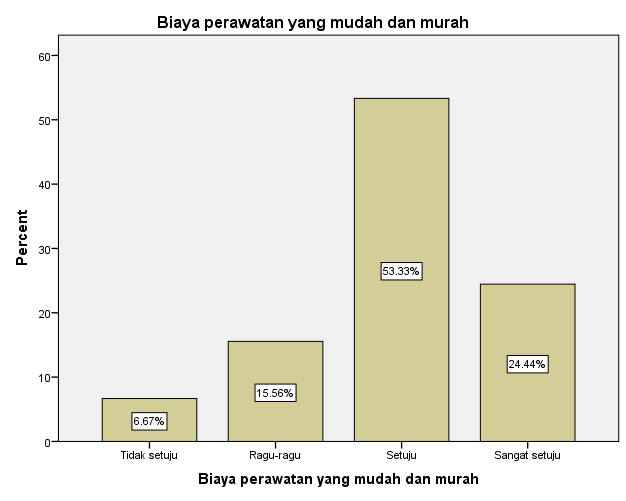 Biaya perawatan yang mudah dan murah
60
50
40
30
20
10
0
Percent
6.67%
15.56%
53.33%
24.44%
Tidak setuju
Ragu-ragu
Setuju
Sangat setuju
Biaya perawatan yang mudah dan murah